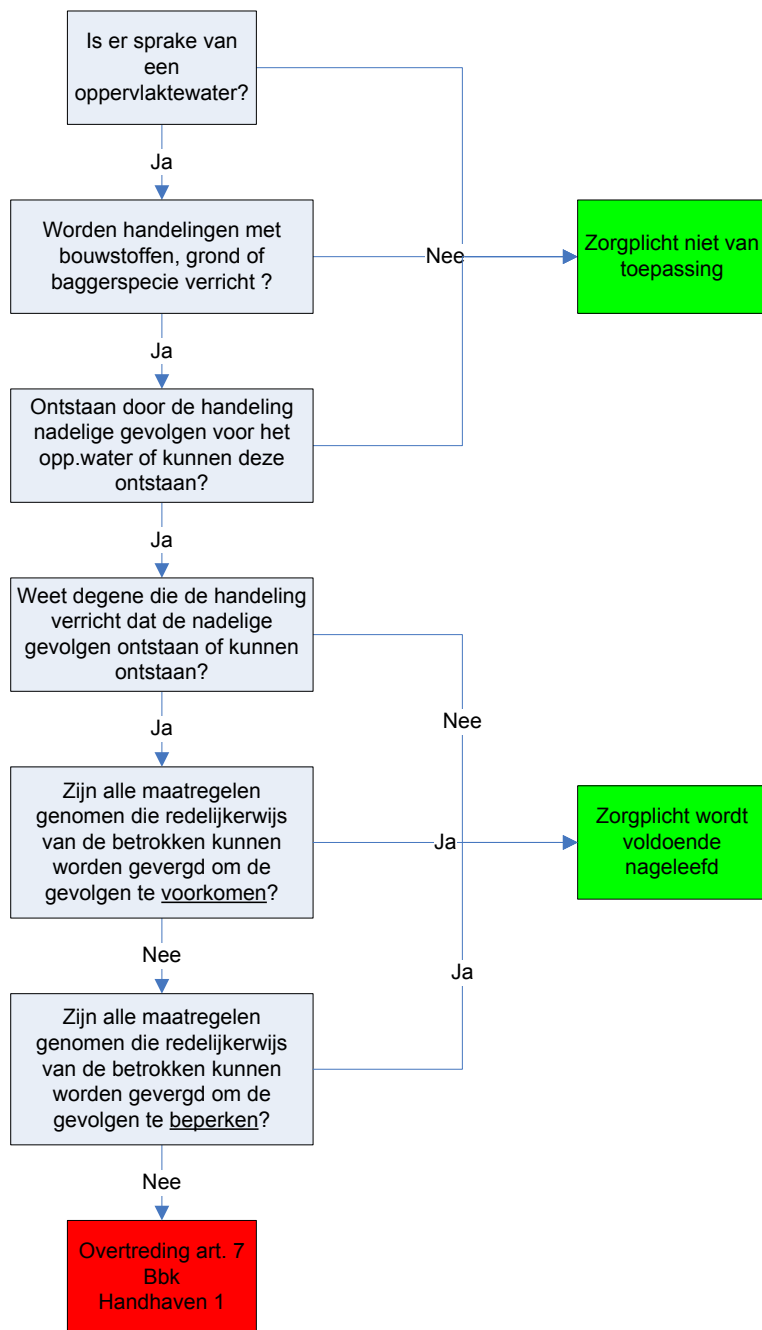 Is er sprake van
een
oppervlaktewater?
Ja
Worden handelingen met
bouwstoffen, grond of
baggerspecie verricht ?
Nee
Zorgplicht niet van
toepassing
Ja
Ontstaan door de handeling
nadelige gevolgen voor het
opp.water of kunnen deze
ontstaan?
Ja
Weet degene die de handeling
verricht dat de nadelige
gevolgen ontstaan of kunnen
ontstaan?
Nee
Ja
Zijn alle maatregelen
genomen die redelijkerwijs
van de betrokken kunnen
worden gevergd om de
gevolgen te voorkomen?
Ja
Zorgplicht wordt
voldoende
nageleefd
Nee
Ja
Zijn alle maatregelen
genomen die redelijkerwijs
van de betrokken kunnen
worden gevergd om de
gevolgen te beperken?
Nee
Overtreding art. 7
Bbk
Handhaven 1